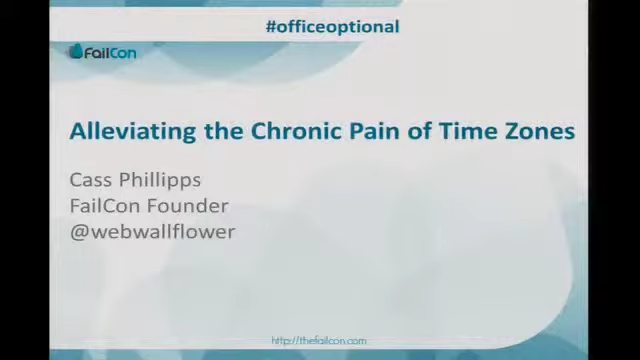 #officeoptional
FailCon
Alleviating the Chronic Pain of Time Zones
Cass Phillipps
FailCon Founder
@webwallflower
http://thefailcon.com